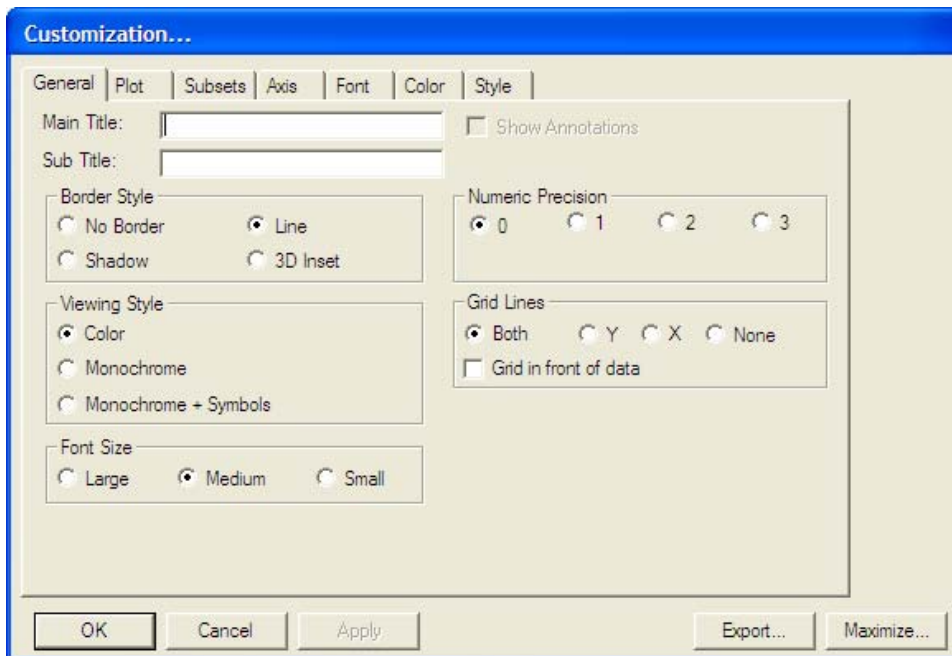 Customization...
General Plot Subsets Axis Font Color Style
Main Title:
Show Annotations
Sub Title:
Border Style
No Border Line
Shadow 3D Inset
Numeric Precision
0 1 2 3
Viewing Style
Color
Monochrome
Monochrome + Symbols
Grid Lines
Both Y X None
Grid in front of data
Font Size
Large Medium Small
OK Cancel Apply Export... Maximize...